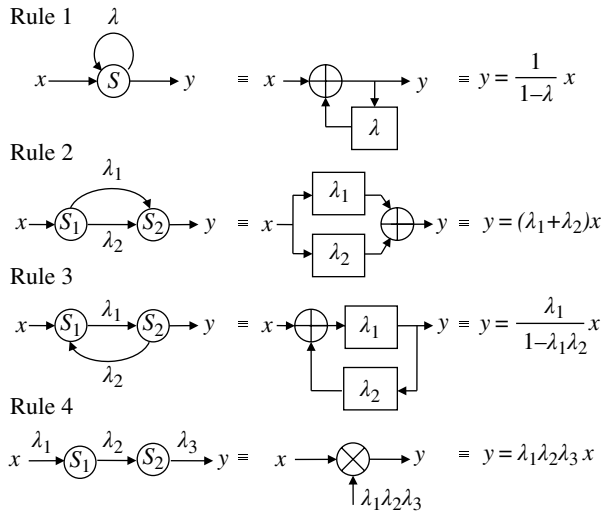 Rule 1
λ
x S y ≡ x y ≡ y = 1/(1–λ) x
λ
Rule 2
λ₁
x S₁ S₂ y ≡ x λ₁ λ₂ y ≡ y = (λ₁+λ₂)x
λ₂
Rule 3
x S₁ λ₁ S₂ y ≡ x λ₁ y ≡ y = λ₁/(1–λ₁λ₂) x
λ₂ λ₂
Rule 4
x λ₁ S₁ λ₂ S₂ λ₃ y ≡ x y ≡ y = λ₁λ₂λ₃ x
λ₁λ₂λ₃